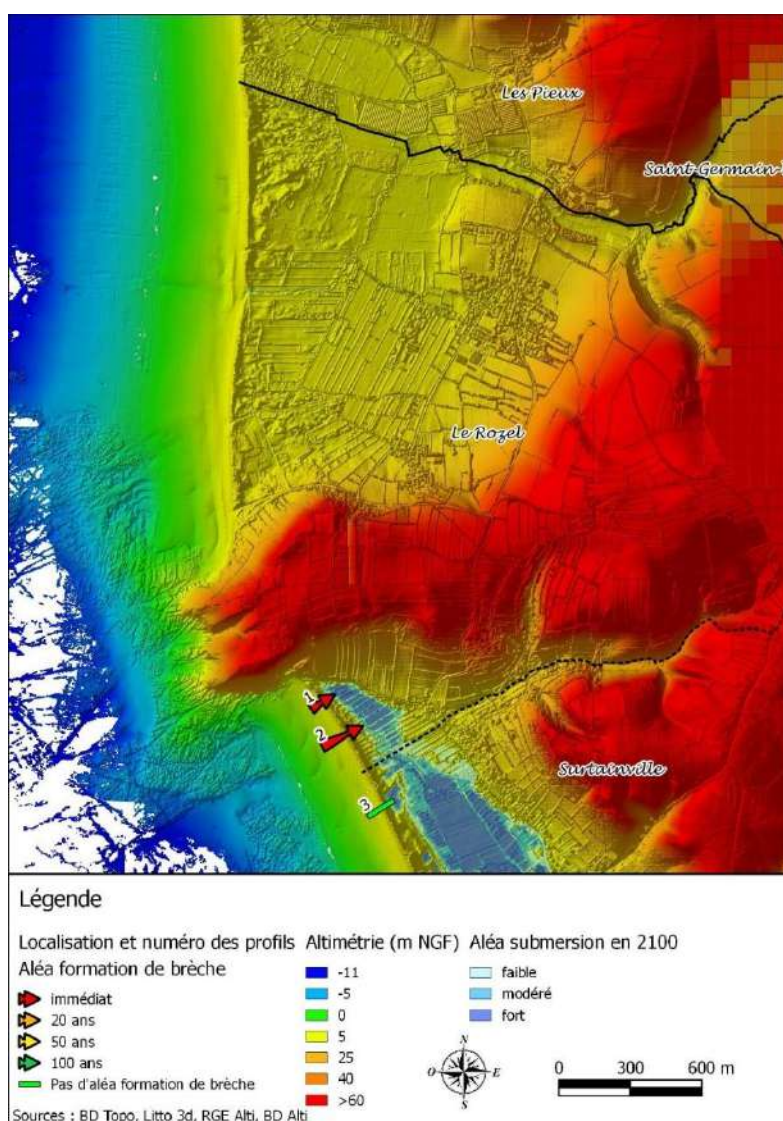 Les Pieux
Saint-Germain-
Le Rozel
1
2
3
Surtainville
Légende
Localisation et numéro des profils
Aléa formation de brèche
immédiat
20 ans
50 ans
100 ans
Pas d'aléa formation de brèche
Altimétrie (m NGF)
-11
-5
0
5
25
40
>60
Aléa submersion en 2100
faible
modéré
fort
N
O E
S
0 300 600 m
Sources : BD Topo, Litto 3d, RGE Alti, BD Alti